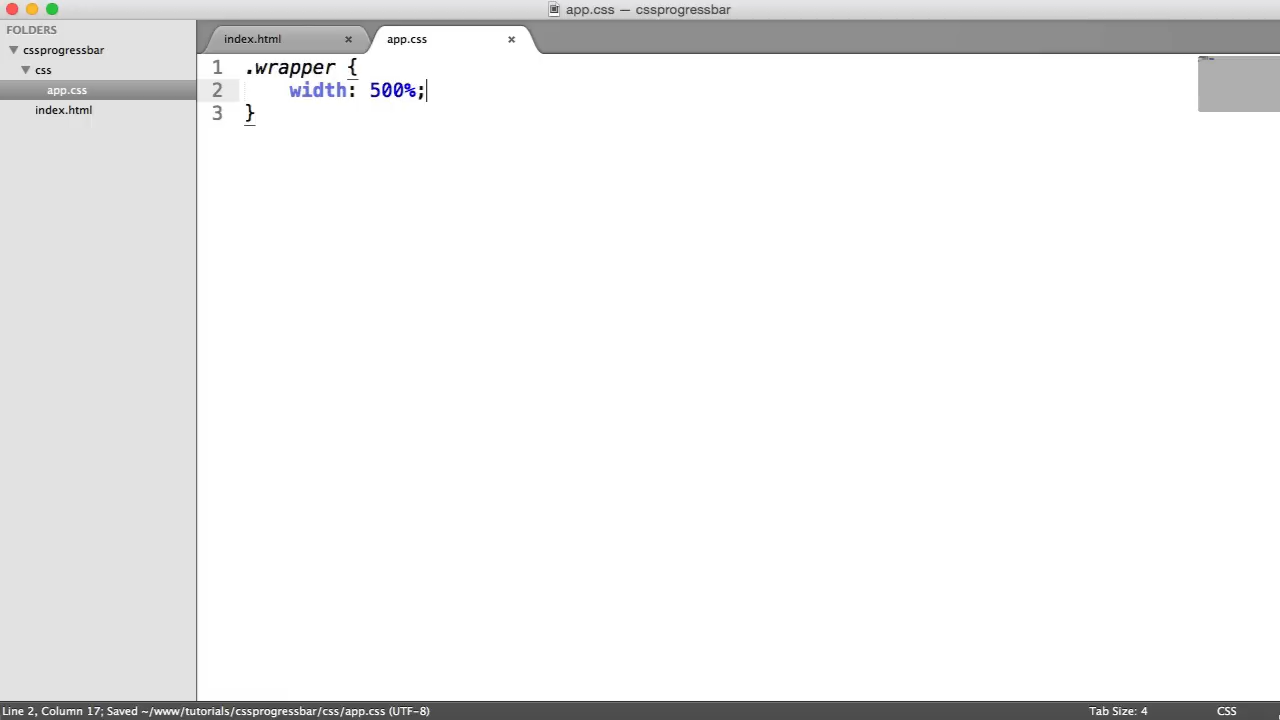 app.css — cssprogressbar
FOLDERS
cssprogressbar
css
app.css
index.html
index.html ×
app.css ×
1 .wrapper {
2 width: 500%;
3 }
Line 2, Column 17; Saved ~/www/tutorials/cssprogressbar/css/app.css (UTF-8)
Tab Size: 4
CSS